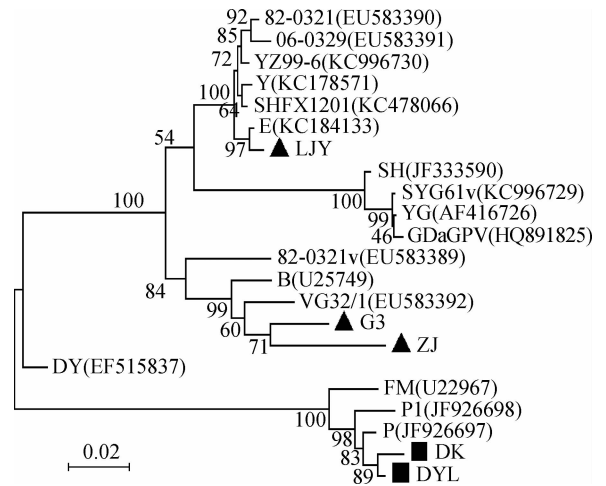 92
82-0321(EU583390)
85
06-0329(EU583391)
72
YZ99-6(KC996730)
Y(KC178571)
100
64
SHFX1201(KC478066)
E(KC184133)
54
97
LJY
SH(JF333590)
100
SYG61v(KC996729)
100
99
YG(AF416726)
46
GDaGPV(HQ891825)
82-0321v(EU583389)
84
B(U25749)
99
VG32/1(EU583392)
60
G3
71
ZJ
DY(EF515837)
FM(U22967)
100
P1(JF926698)
98
P(JF926697)
83
DK
89
DYL
0.02